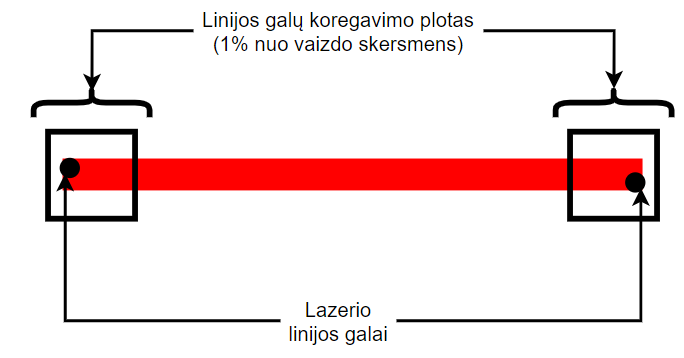 Linijos galų koregavimo plotas
(1% nuo vaizdo skersmens)
Lazerio
linijos galai